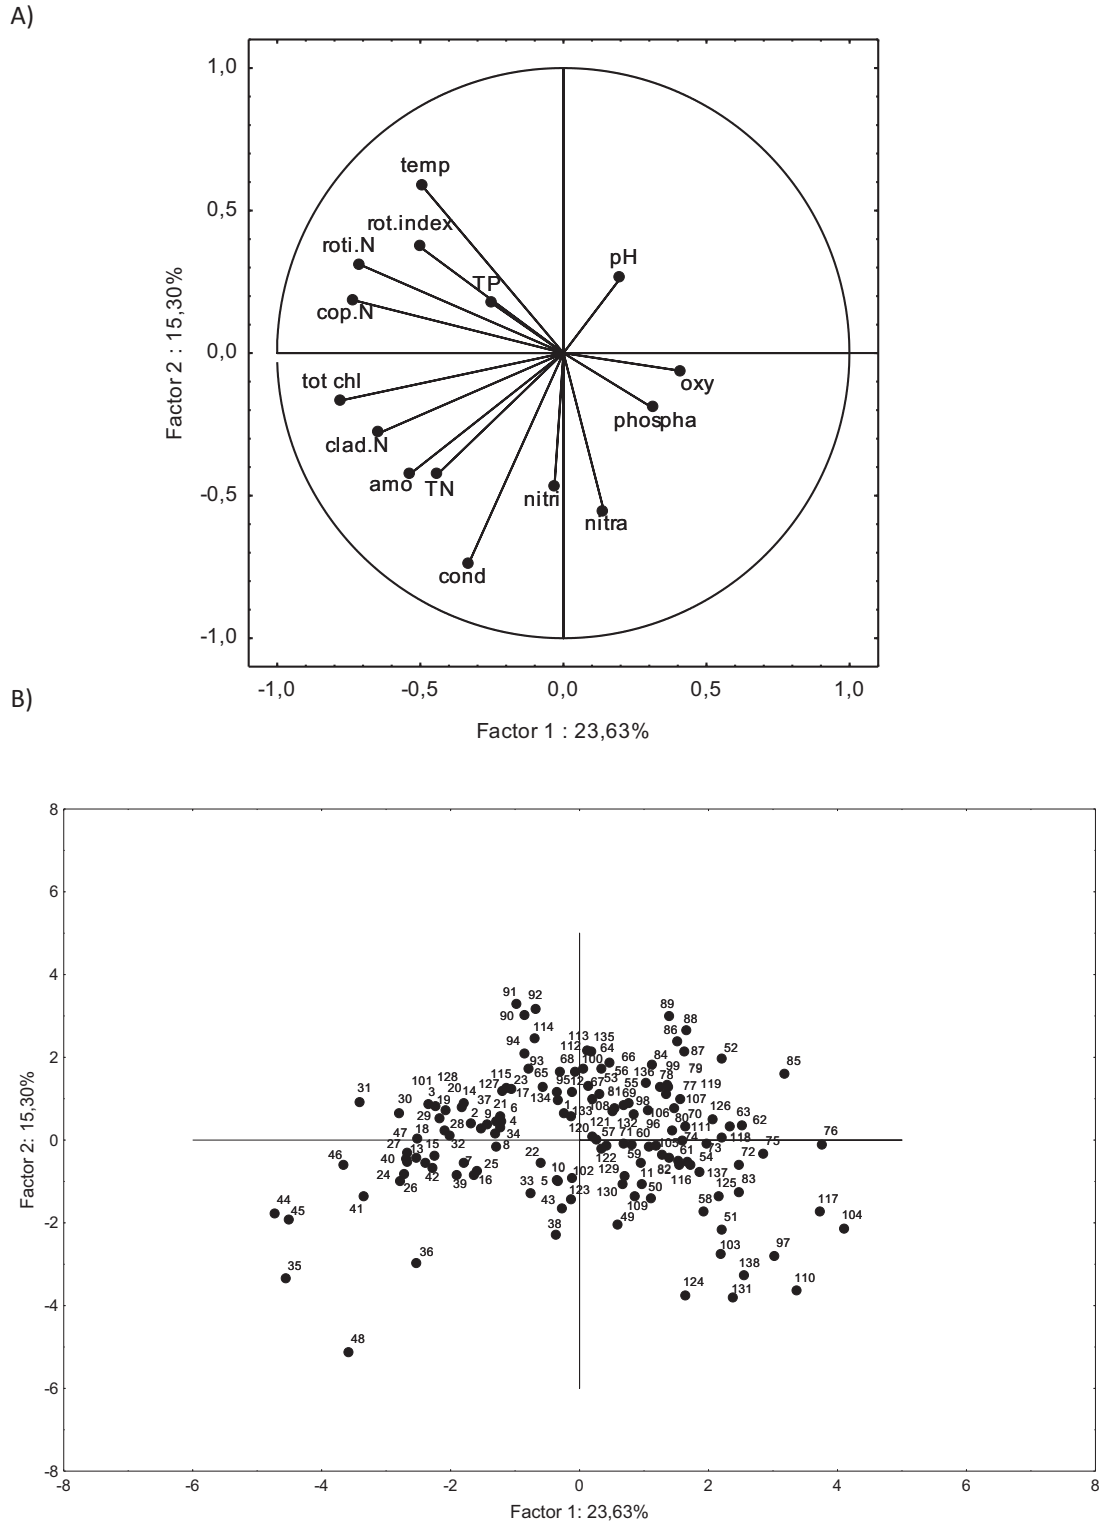 A)
1,0
temp
0,5
rot.index
roti.N
pH
TP
cop.N
0,0
tot chl
oxy
phospha
clad.N
amo TN
-0,5
nitri
nitra
cond
-1,0
Factor 2 : 15,30%
-1,0 -0,5 0,0 0,5 1,0
Factor 1 : 23,63%
B)
8
6
4
91 92 89
90 88
114 86
113 135
94 112 64 87 52
2
93 68 100 66 84 79 85
65 56 78 99
127 115 23 95 12 67 53 55 136 77 119
31 101 128 20 14 37 17 134 81 69 107
30 3 19 21 6 1 108 98 106 70 126 63 62
29 2 9 4 133 132 96 80 111
47 18 28 34 120 121 57 71 60 74 118 76
0
27 13 15 32 8 122 59 105 61 73 75
46 40 7 25 22 10 102 129 11 82 54 72
24 26 42 39 16 33 5 123 130 50 116 137 125 83
41 43 109 58 117
44 45 49 51 104
-2
38
36 103 97
35 138 110
124 131
-4
48
-6
-8
Factor 2: 15,30%
-8 -6 -4 -2 0 2 4 6 8
Factor 1: 23,63%